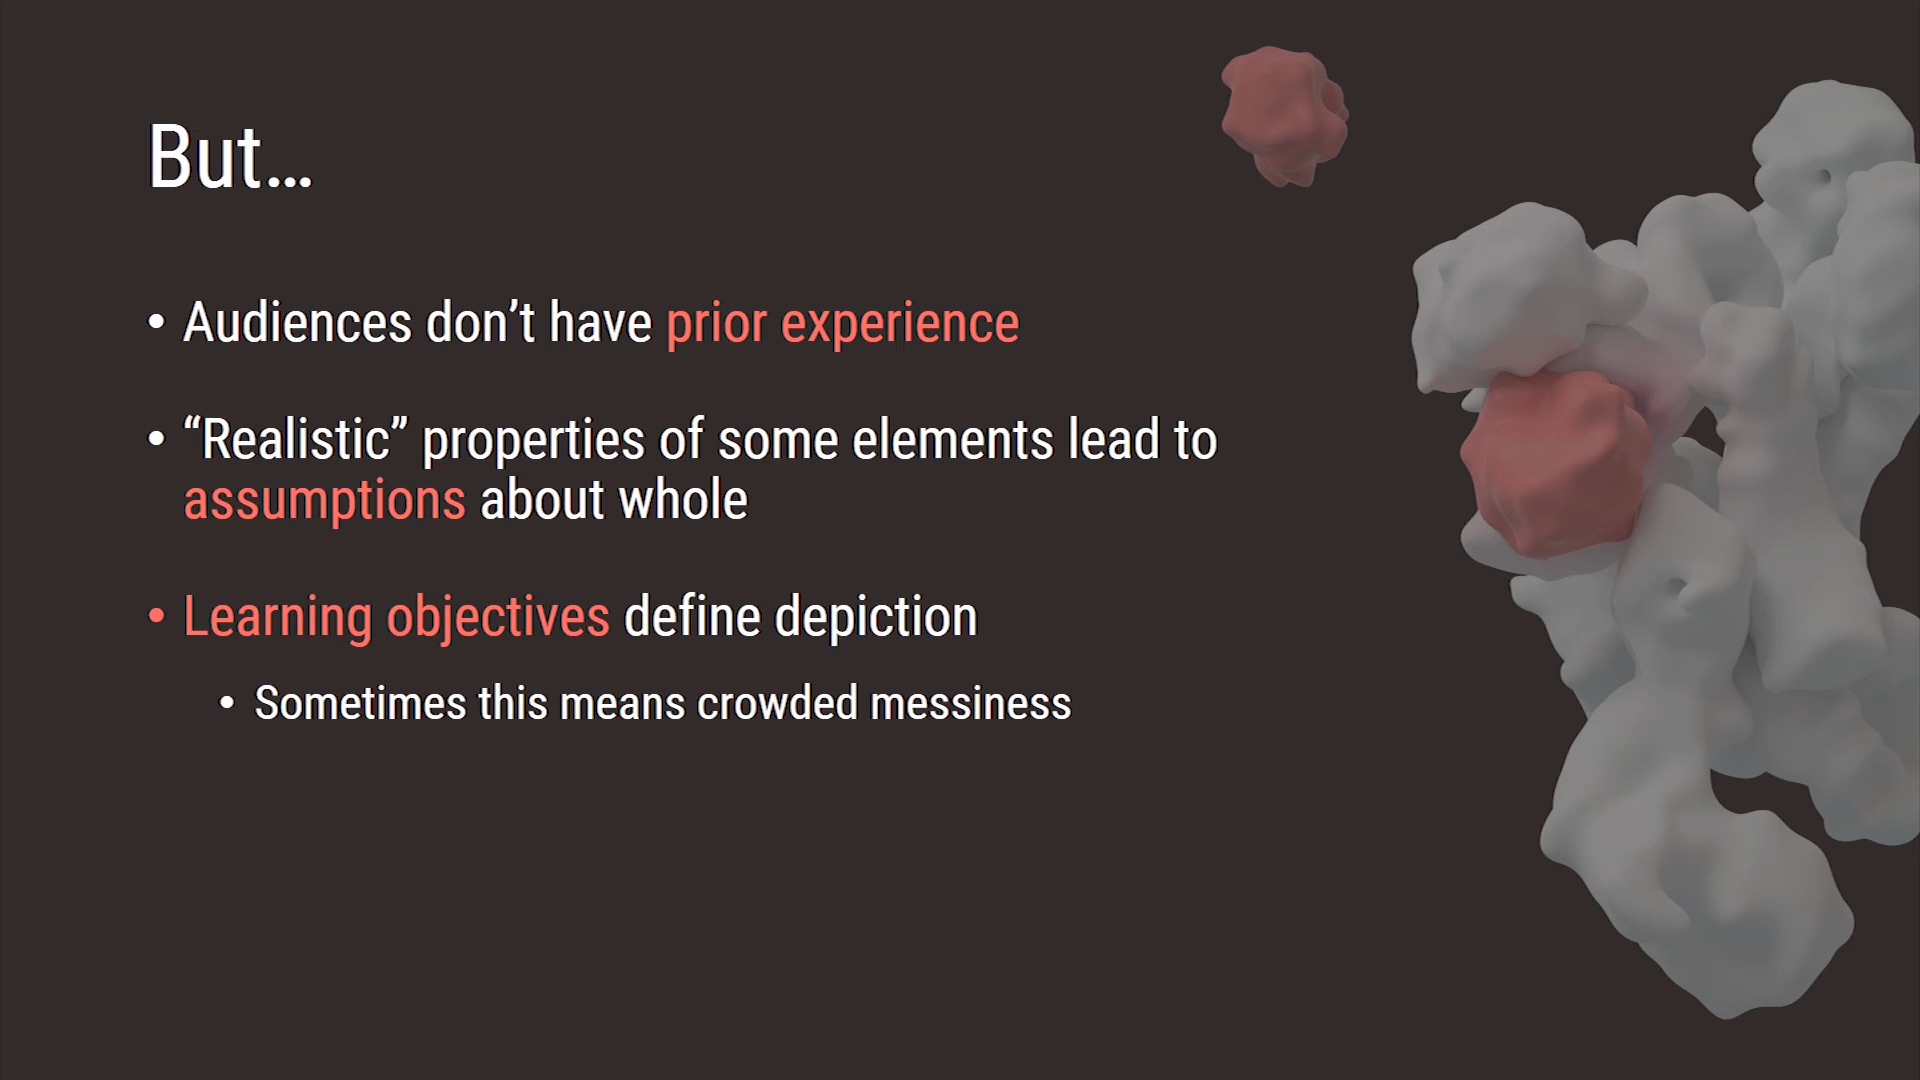 But…
• Audiences don’t have prior experience
• “Realistic” properties of some elements lead to
assumptions about whole
• Learning objectives define depiction
• Sometimes this means crowded messiness